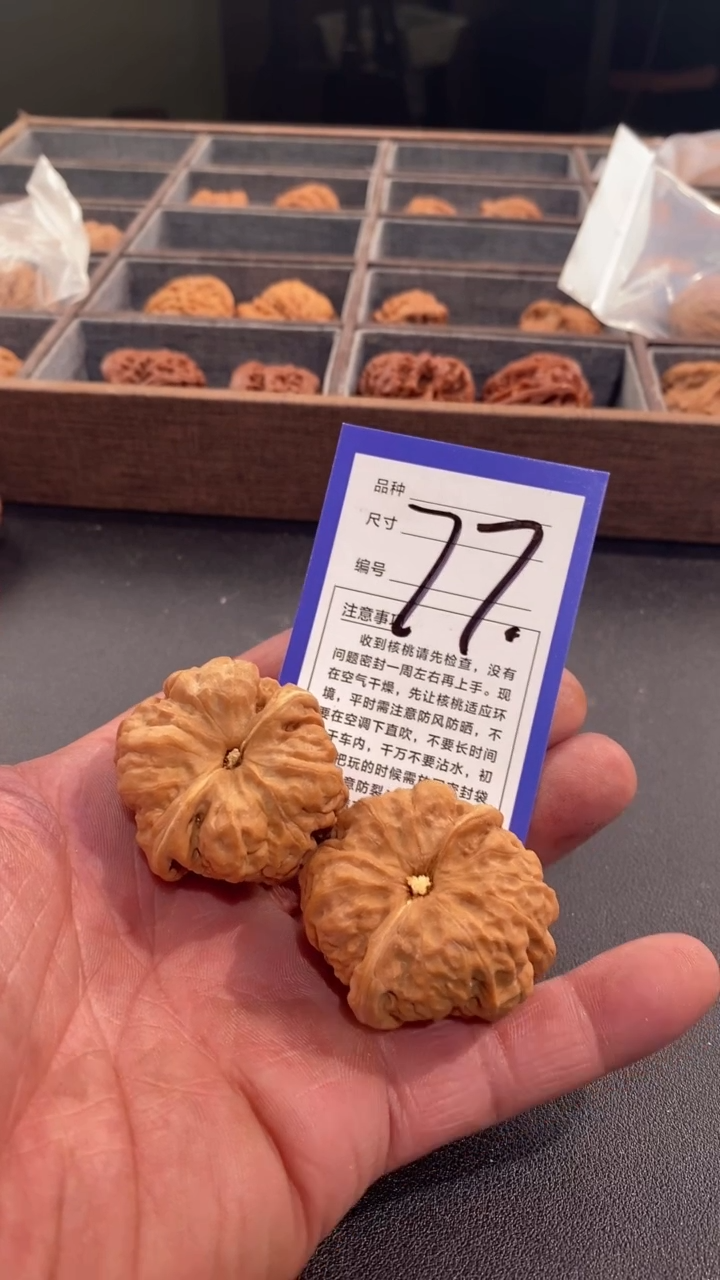 品种
尺寸
77.
编号
注意事
收到核桃请先检查，没有
问题密封一周左右再上手。现
在空气干燥，先让核桃适应环
境，平时需注意防风防晒，不
要在空调下直吹，不要长时间
车内，千万不要沾水，初
把玩的时候需
密封袋
意防裂